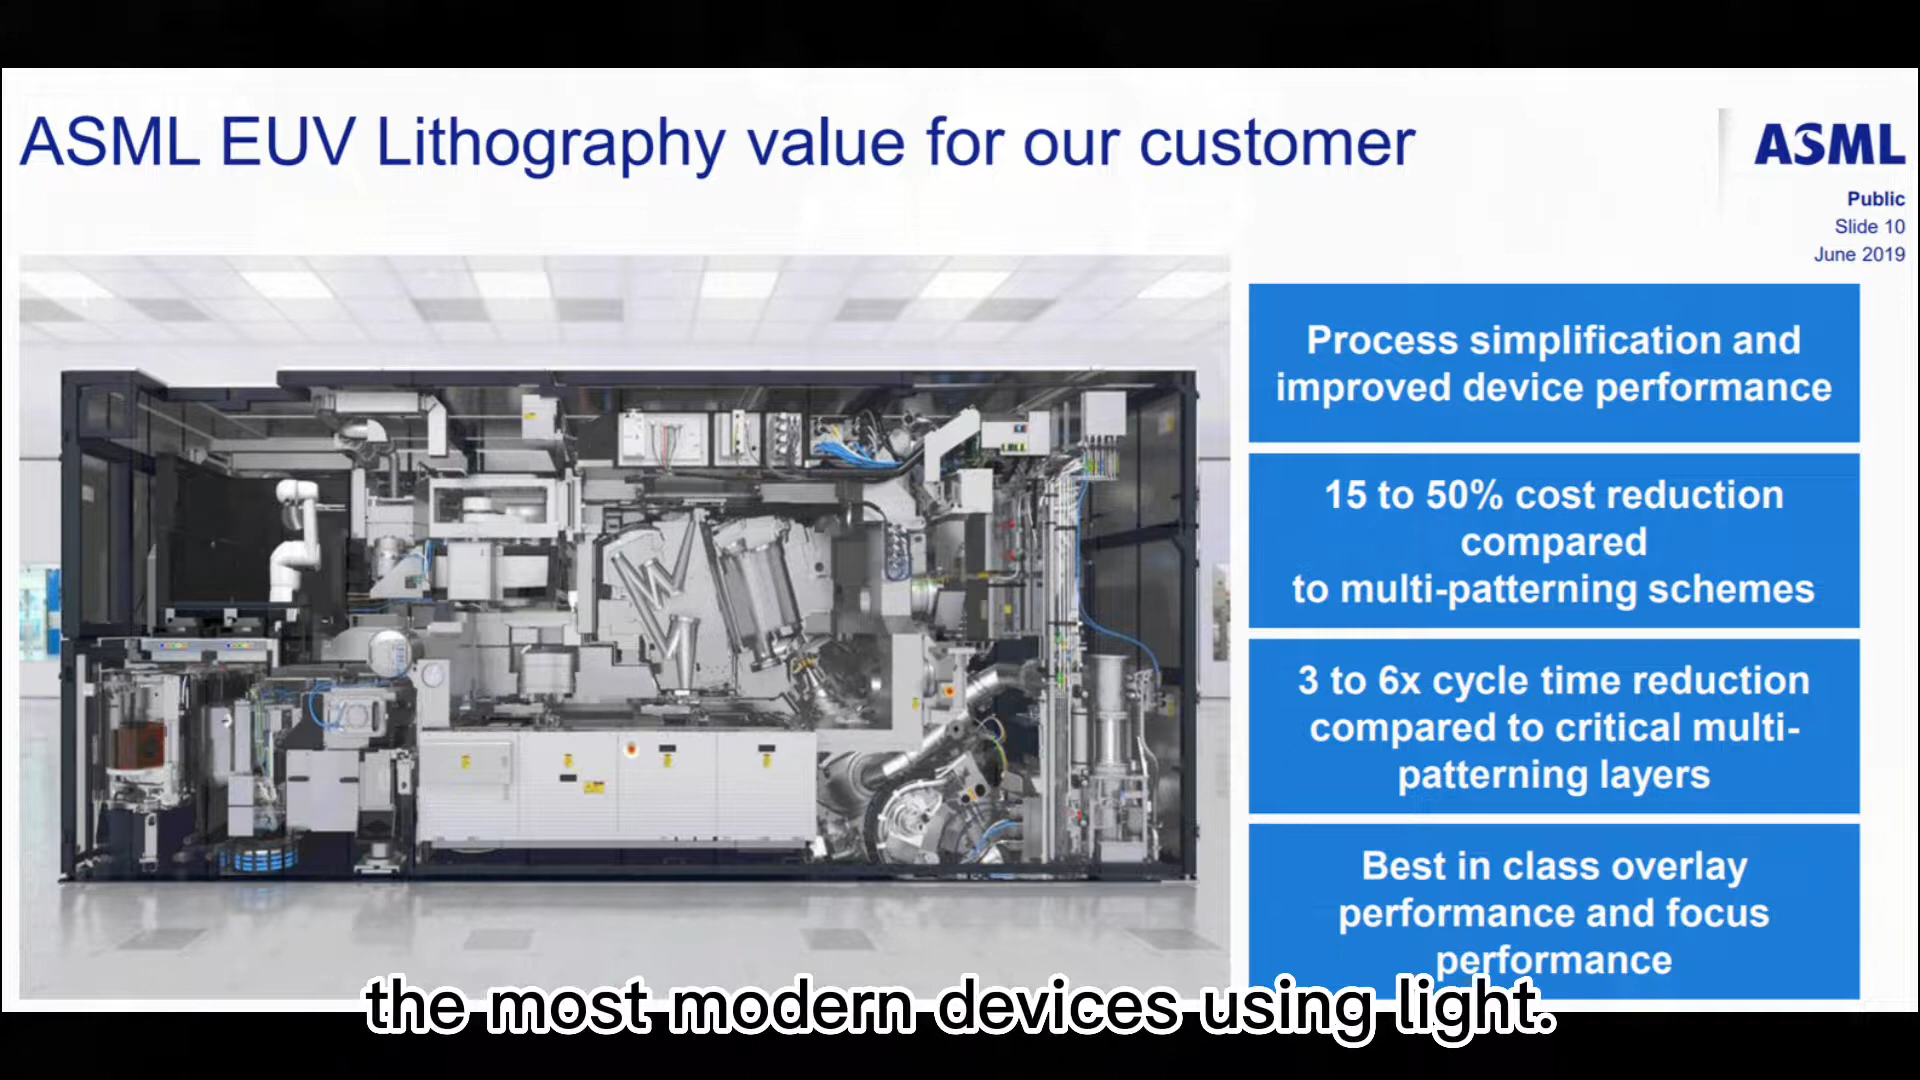 ASML EUV Lithography value for our customer
ASML
Public
Slide 10
June 2019
Process simplification and
improved device performance
15 to 50% cost reduction
compared
to multi-patterning schemes
3 to 6x cycle time reduction
compared to critical multi-
patterning layers
Best in class overlay
performance and focus
performance
the most modern devices using light.